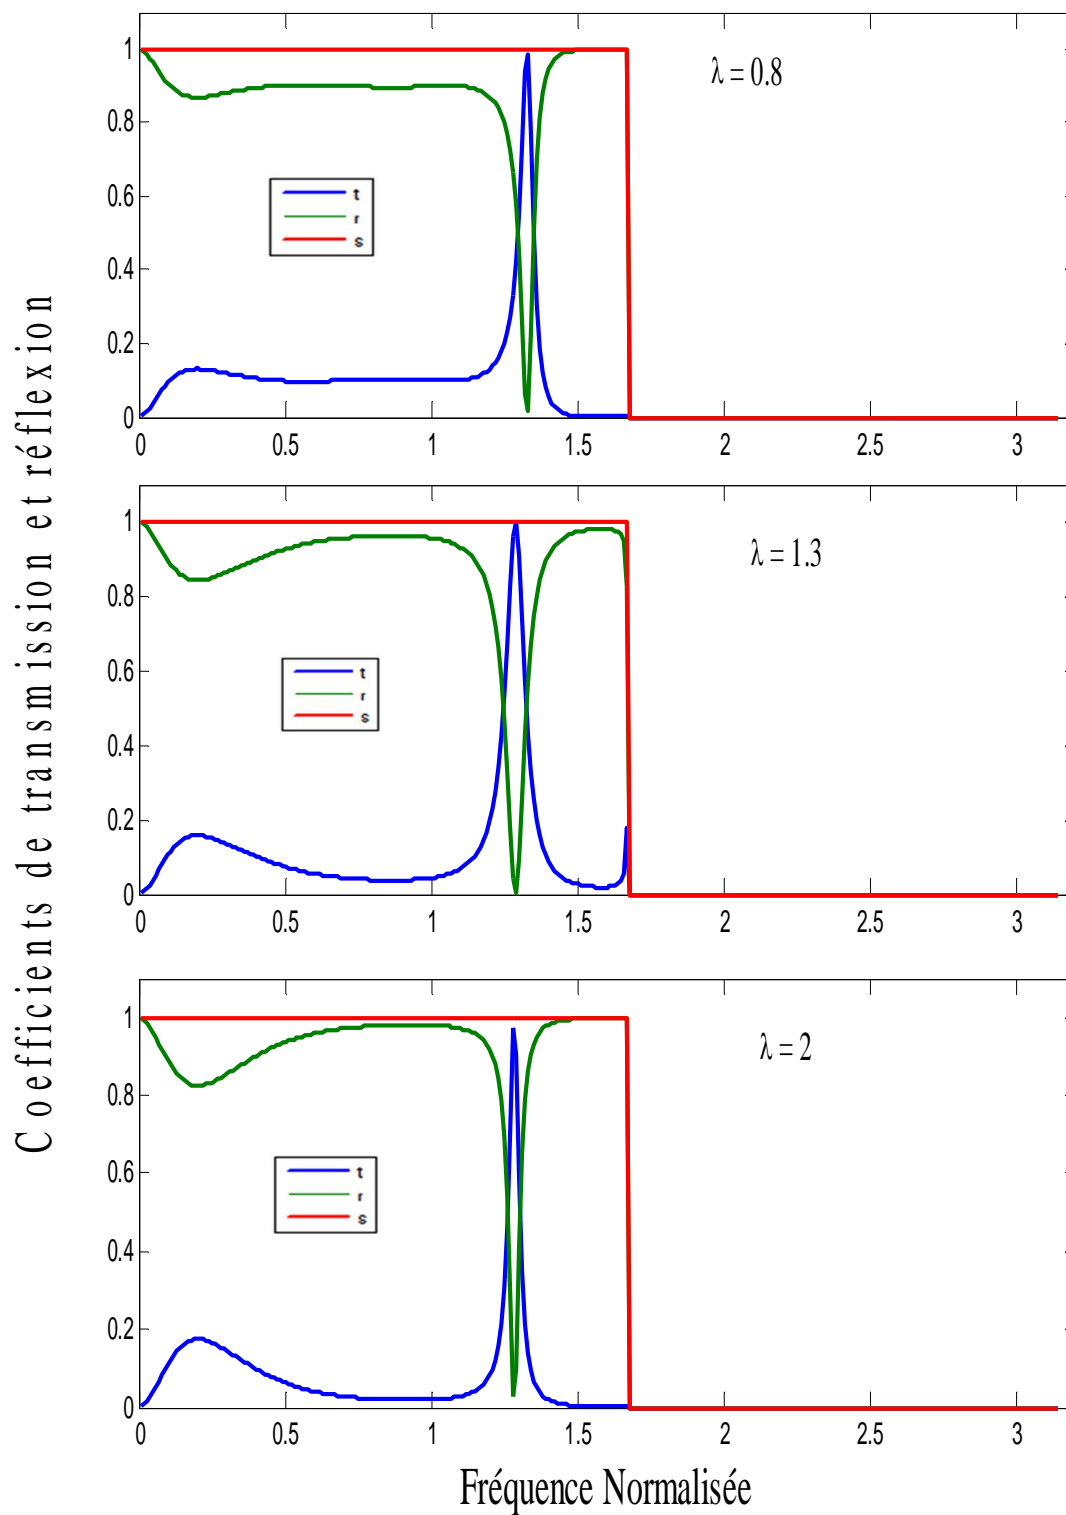 Coefficients de transmission et réflexion
1
0.8
0.6
0.4
0.2
0
0 0.5 1 1.5 2 2.5 3
λ = 0.8
t
r
s
1
0.8
0.6
0.4
0.2
0
0 0.5 1 1.5 2 2.5 3
λ = 1.3
t
r
s
1
0.8
0.6
0.4
0.2
0
0 0.5 1 1.5 2 2.5 3
λ = 2
t
r
s
Fréquence Normalisée